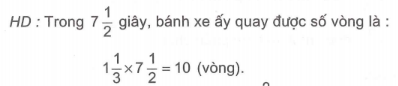 HD : Trong 7 1/2 giây, bánh xe ấy quay được số vòng là :
1 1/3 × 7 1/2 = 10 (vòng).